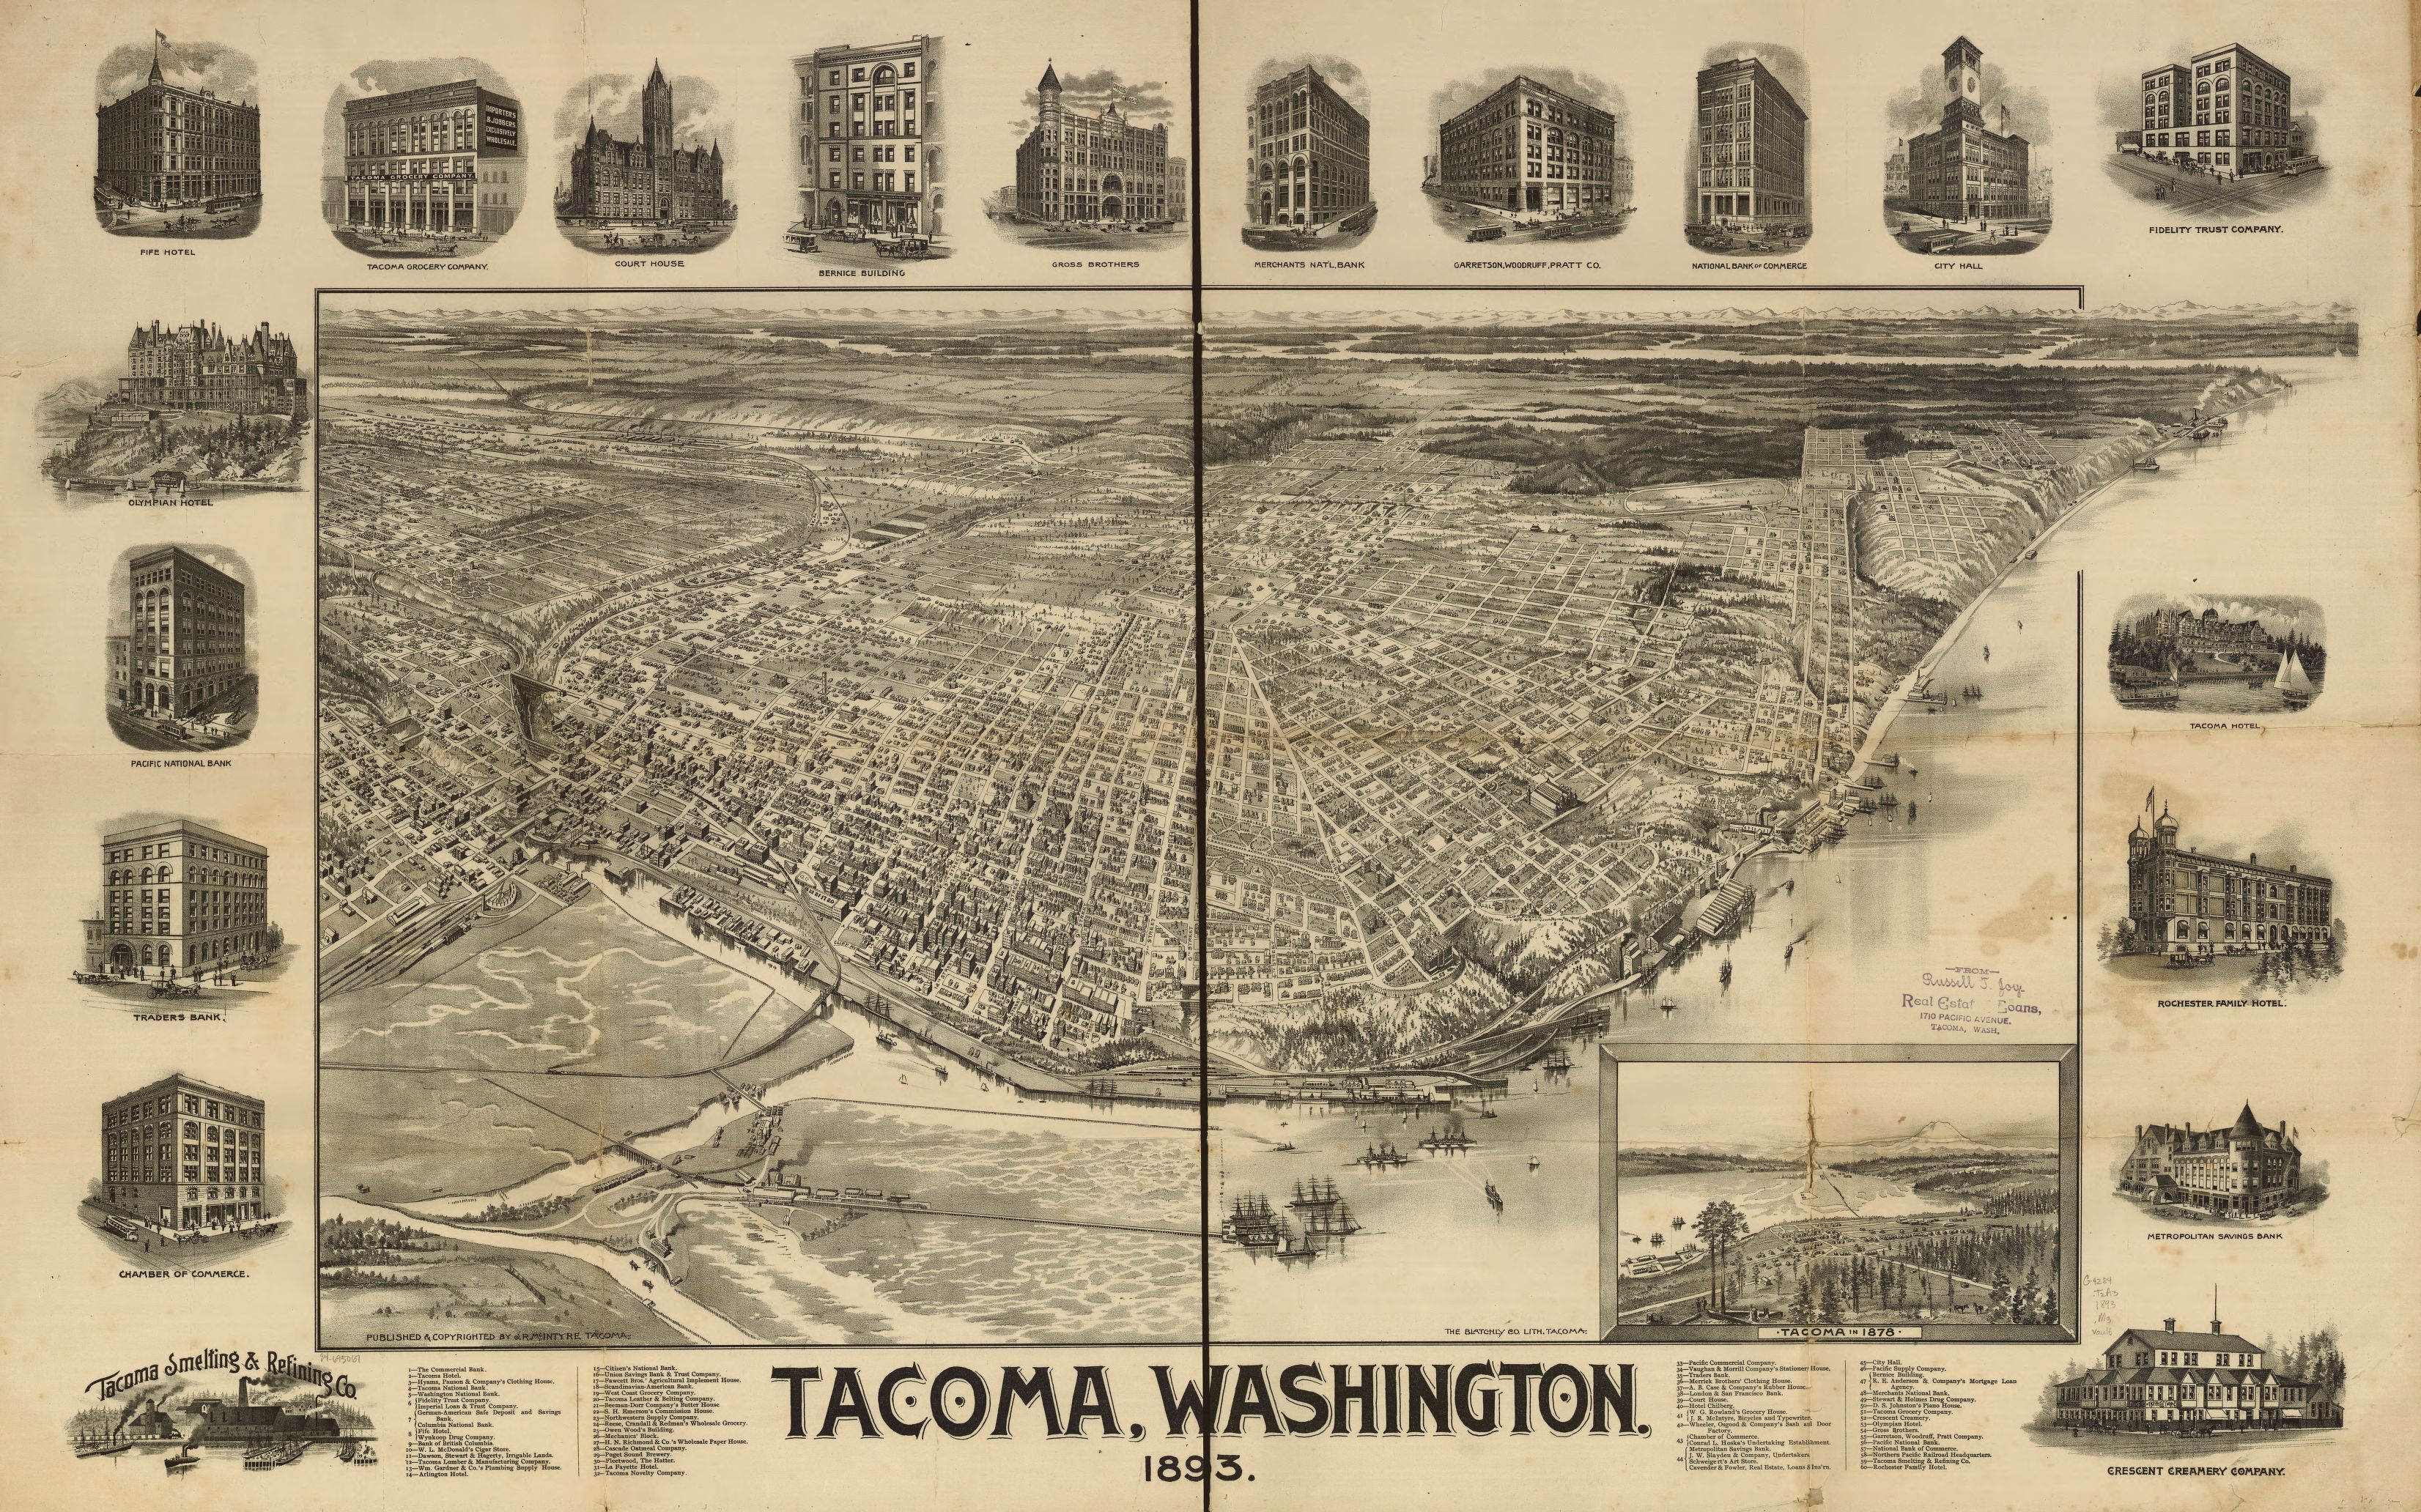 FIFE HOTEL
IMPORTERS
& JOBBERS
EXCLUSIVELY
WHOLESALE.
TACOMA GROCERY COMPANY.
TACOMA GROCERY COMPANY.
COURT HOUSE
BERNICE BUILDING
GROSS BROTHERS
MERCHANTS NAT'L, BANK
GARRETSON, WOODRUFF, PRATT CO.
NATIONAL BANK OF COMMERCE
CITY HALL
FIDELITY TRUST COMPANY.
OLYMPIAN HOTEL
PACIFIC NATIONAL BANK
TRADERS BANK.
CHAMBER OF COMMERCE.
TACOMA HOTEL
ROCHESTER FAMILY HOTEL.
METROPOLITAN SAVINGS BANK
—FROM—
Russell T. Joy
Real Estat Loans,
1710 PACIFIC AVENUE,
TACOMA, WASH.
G4284
.T2A3
1893
.M3
vault
PUBLISHED & COPYRIGHTED BY J.R. McINTYRE TACOMA.
THE BLATCHLY CO. LITH, TACOMA.
·TACOMA IN 1878·
Tacoma Smelting & Refining Co.
1—The Commercial Bank.
2—Tacoma Hotel.
3—Hyams, Pauson & Company's Clothing House.
4—Tacoma National Bank.
5—Washington National Bank.
6 Fidelity Trust Company.
Imperial Loan & Trust Company.
7 German-American Safe Deposit and Savings
Bank.
Columbia National Bank.
8 Fife Hotel.
Wynkoop Drug Company.
9—Bank of British Columbia.
10—W. L. McDonald's Cigar Store.
11—Dawson, Stewart & Hagerty, Irrigable Lands.
12—Tacoma Lumber & Manufacturing Company.
13—Wm. Gardner & Co.'s Plumbing Supply House.
14—Arlington Hotel.
15—Citizen's National Bank.
16—Union Savings Bank & Trust Company.
17—Fawcett Bros.' Agricultural Implement House.
18—Scandinavian-American Bank.
19—West Coast Grocery Company.
20—Tacoma Leather & Belting Company.
21—Beeman-Dorr Company's Butter House
22—S. H. Emerson's Commission House.
23—Northwestern Supply Company.
24—Reese, Crandall & Redman's Wholesale Grocery.
25—Owen Wood's Building.
26—Mechanics' Block.
27—H. N. Richmond & Co.'s Wholesale Paper House.
28—Cascade Oatmeal Company.
29—Puget Sound Brewery.
30—Fleetwood, The Hatter.
31—La Fayette Hotel.
32—Tacoma Novelty Company.
TACOMA, WASHINGTON.
1893.
33—Pacific Commercial Company.
34—Vaughan & Morrill Company's Stationery House,
35—Traders Bank.
36—Merrick Brothers' Clothing House.
37—A. B. Case & Company's Rubber House.
38—London & San Francisco Bank.
39—Court House.
40—Hotel Chilberg.
41 W. G. Rowland's Grocery House.
J. R. McIntyre, Bicycles and Typewriter.
42—Wheeler, Osgood & Company's Sash and Door
Factory.
43 Chamber of Commerce.
Conrad L. Hoska's Undertaking Establishment.
44 Metropolitan Savings Bank.
J. W. Slayden & Company, Undertakers
Schweigert's Art Store.
Cavender & Fowler, Real Estate, Loans & Ins'rn.
45—City Hall.
46—Pacific Supply Company.
47 Bernice Building.
R. E. Anderson & Company's Mortgage Loan
Agency.
48—Merchants National Bank.
49—Stewart & Holmes Drug Company.
50—D. S. Johnston's Piano House.
51—Tacoma Grocery Company.
52—Crescent Creamery.
53—Olympian Hotel.
54—Gross Brothers.
55—Garretson, Woodruff, Pratt Company.
56—Pacific National Bank.
57—National Bank of Commerce.
58—Northern Pacific Railroad Headquarters.
59—Tacoma Smelting & Refining Co.
60—Rochester Family Hotel.
CRESCENT CREAMERY COMPANY.